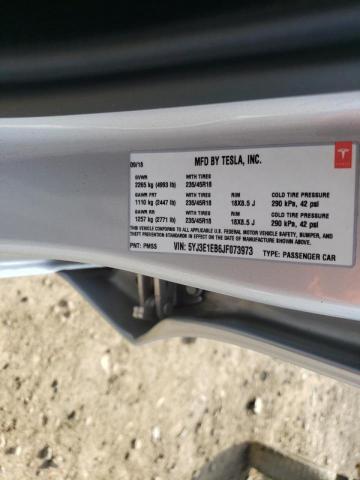 09/18 MFD BY TESLA, INC. TESLA
GVWR WITH TIRES
2265 kg (4993 lb) 235/45R18
GAWR FRT WITH TIRES RIM COLD TIRE PRESSURE
1110 kg (2447 lb) 235/45R18 18X8.5 J 290 kPa, 42 psi
GAWR RR WITH TIRES RIM COLD TIRE PRESSURE
1257 kg (2771 lb) 235/45R18 18X8.5 J 290 kPa, 42 psi
THIS VEHICLE CONFORMS TO ALL APPLICABLE U.S. FEDERAL MOTOR VEHICLE SAFETY, BUMPER, AND
THEFT PREVENTION STANDARDS IN EFFECT ON THE DATE OF MANUFACTURE SHOWN ABOVE.
PNT: PMSS VIN: 5YJ3E1EB6JF073973 TYPE: PASSENGER CAR